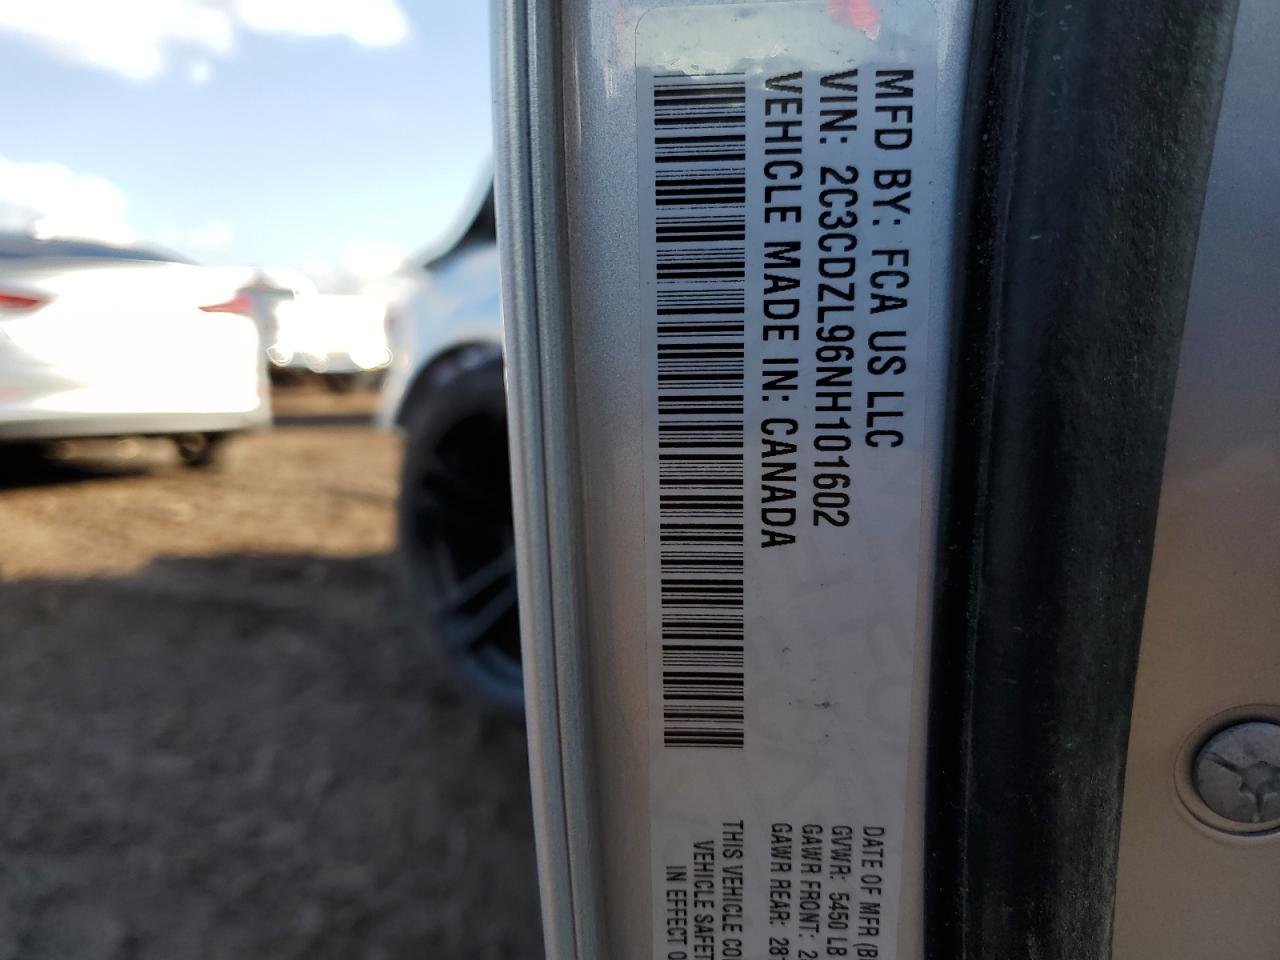 MFD BY: FCA US LLC
VIN: 2C3CDZL96NH101602
VEHICLE MADE IN: CANADA
DATE OF MFR
GVWR: 5450 LB
GAWR FRONT:
GAWR REAR:
THIS VEHICLE
VEHICLE
IN EFFECT